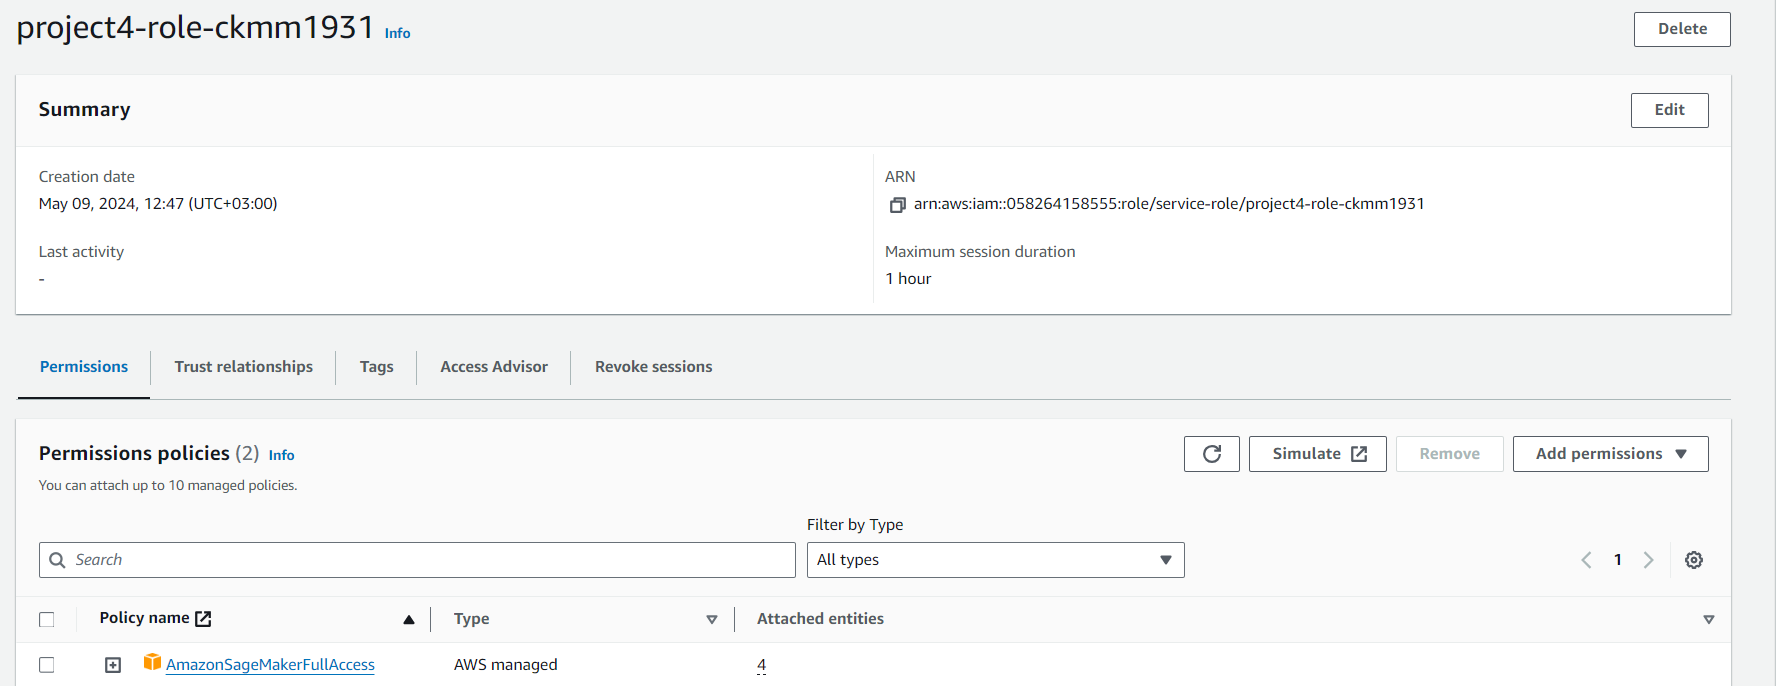 project4-role-ckmm1931 Info
Delete
Summary
Edit
Creation date
May 09, 2024, 12:47 (UTC+03:00)
ARN
arn:aws:iam::058264158555:role/service-role/project4-role-ckmm1931
Last activity
-
Maximum session duration
1 hour
Permissions
Trust relationships
Tags
Access Advisor
Revoke sessions
Permissions policies (2) Info
You can attach up to 10 managed policies.
Simulate
Remove
Add permissions
Filter by Type
Search
All types
1
Policy name
Type
Attached entities
AmazonSageMakerFullAccess
AWS managed
4